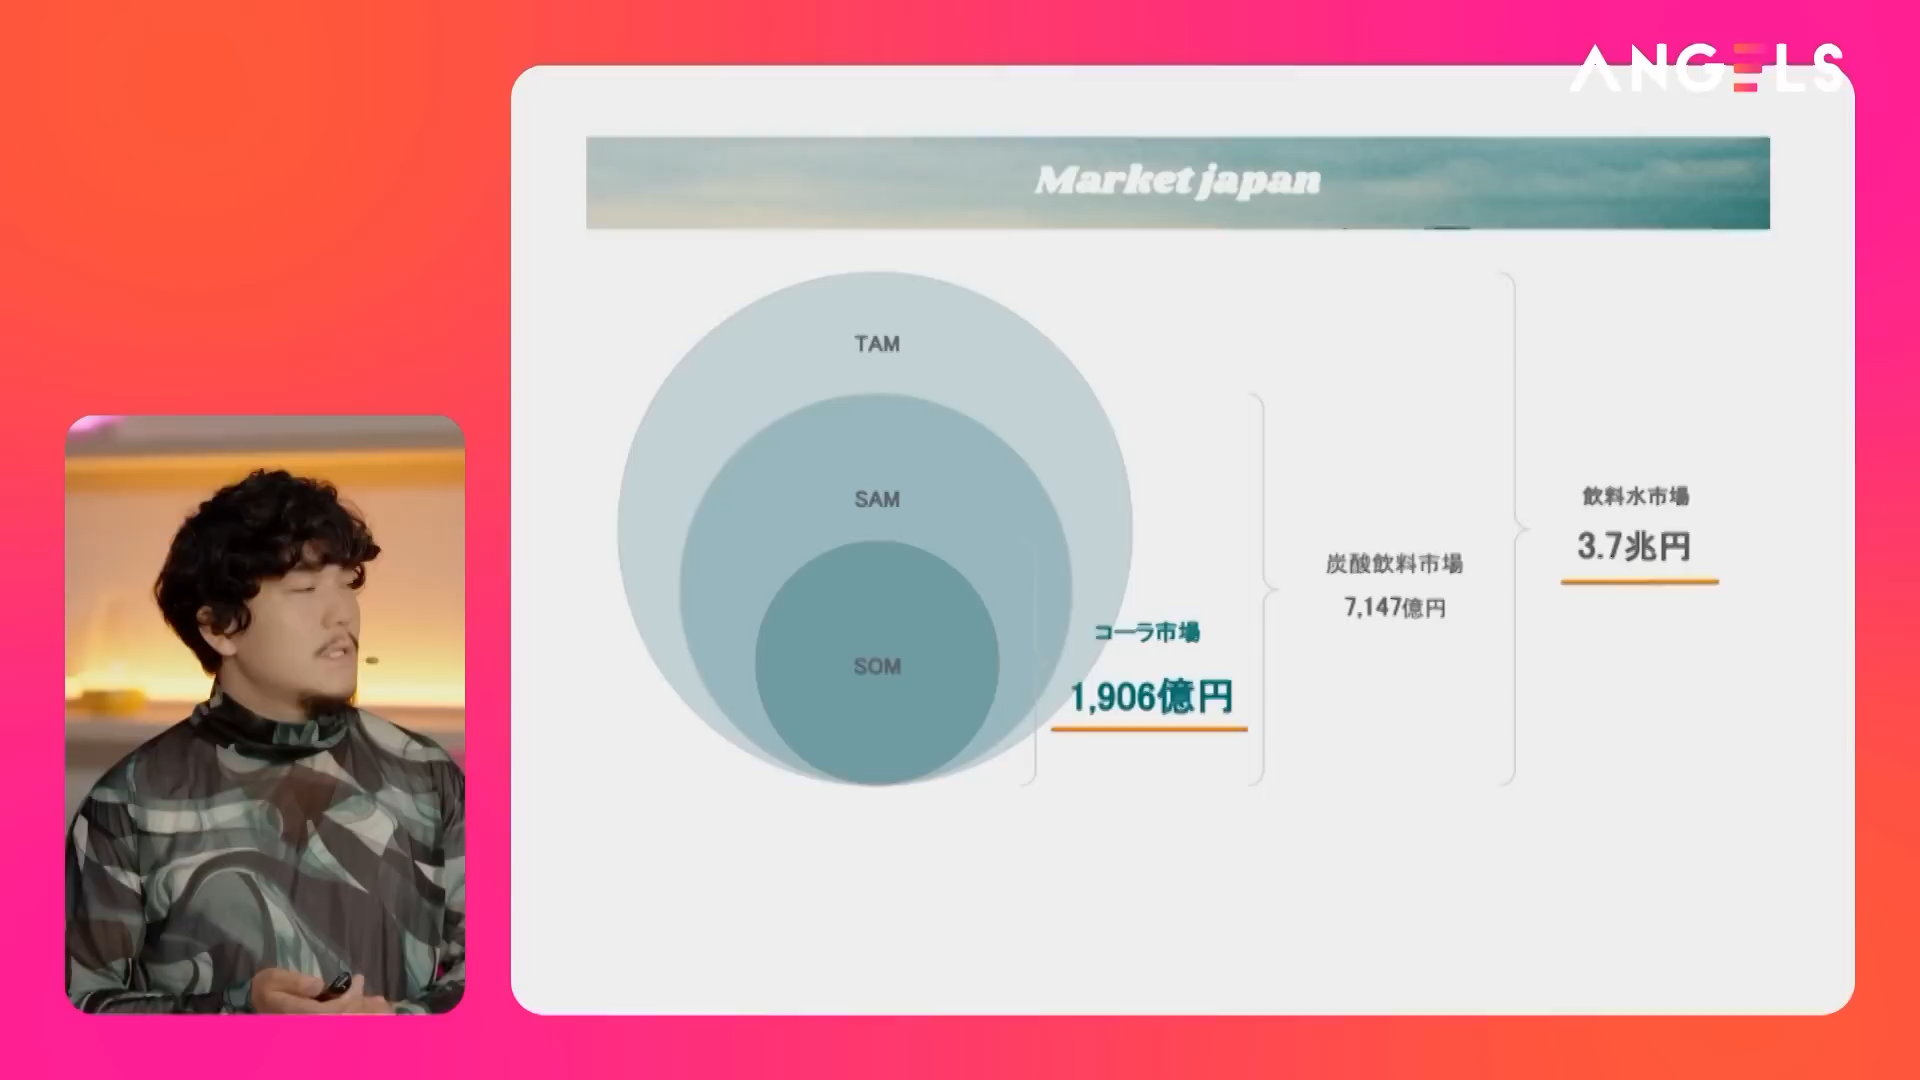 ANGELS
Market japan
TAM
SAM
SOM
コーラ市場
1,906億円
炭酸飲料市場
7,147億円
飲料水市場
3.7兆円